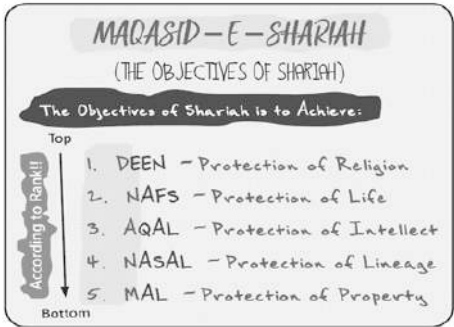 MAQASID-E-SHARIAH
(THE OBJECTIVES OF SHARIAH)
The Objectives of Shariah is to Achieve:
Top
According to Rank!!
1. DEEN - Protection of Religion
2. NAFS - Protection of Life
3. AQAL - Protection of Intellect
4. NASAL - Protection of Lineage
5. MAL - Protection of Property
Bottom